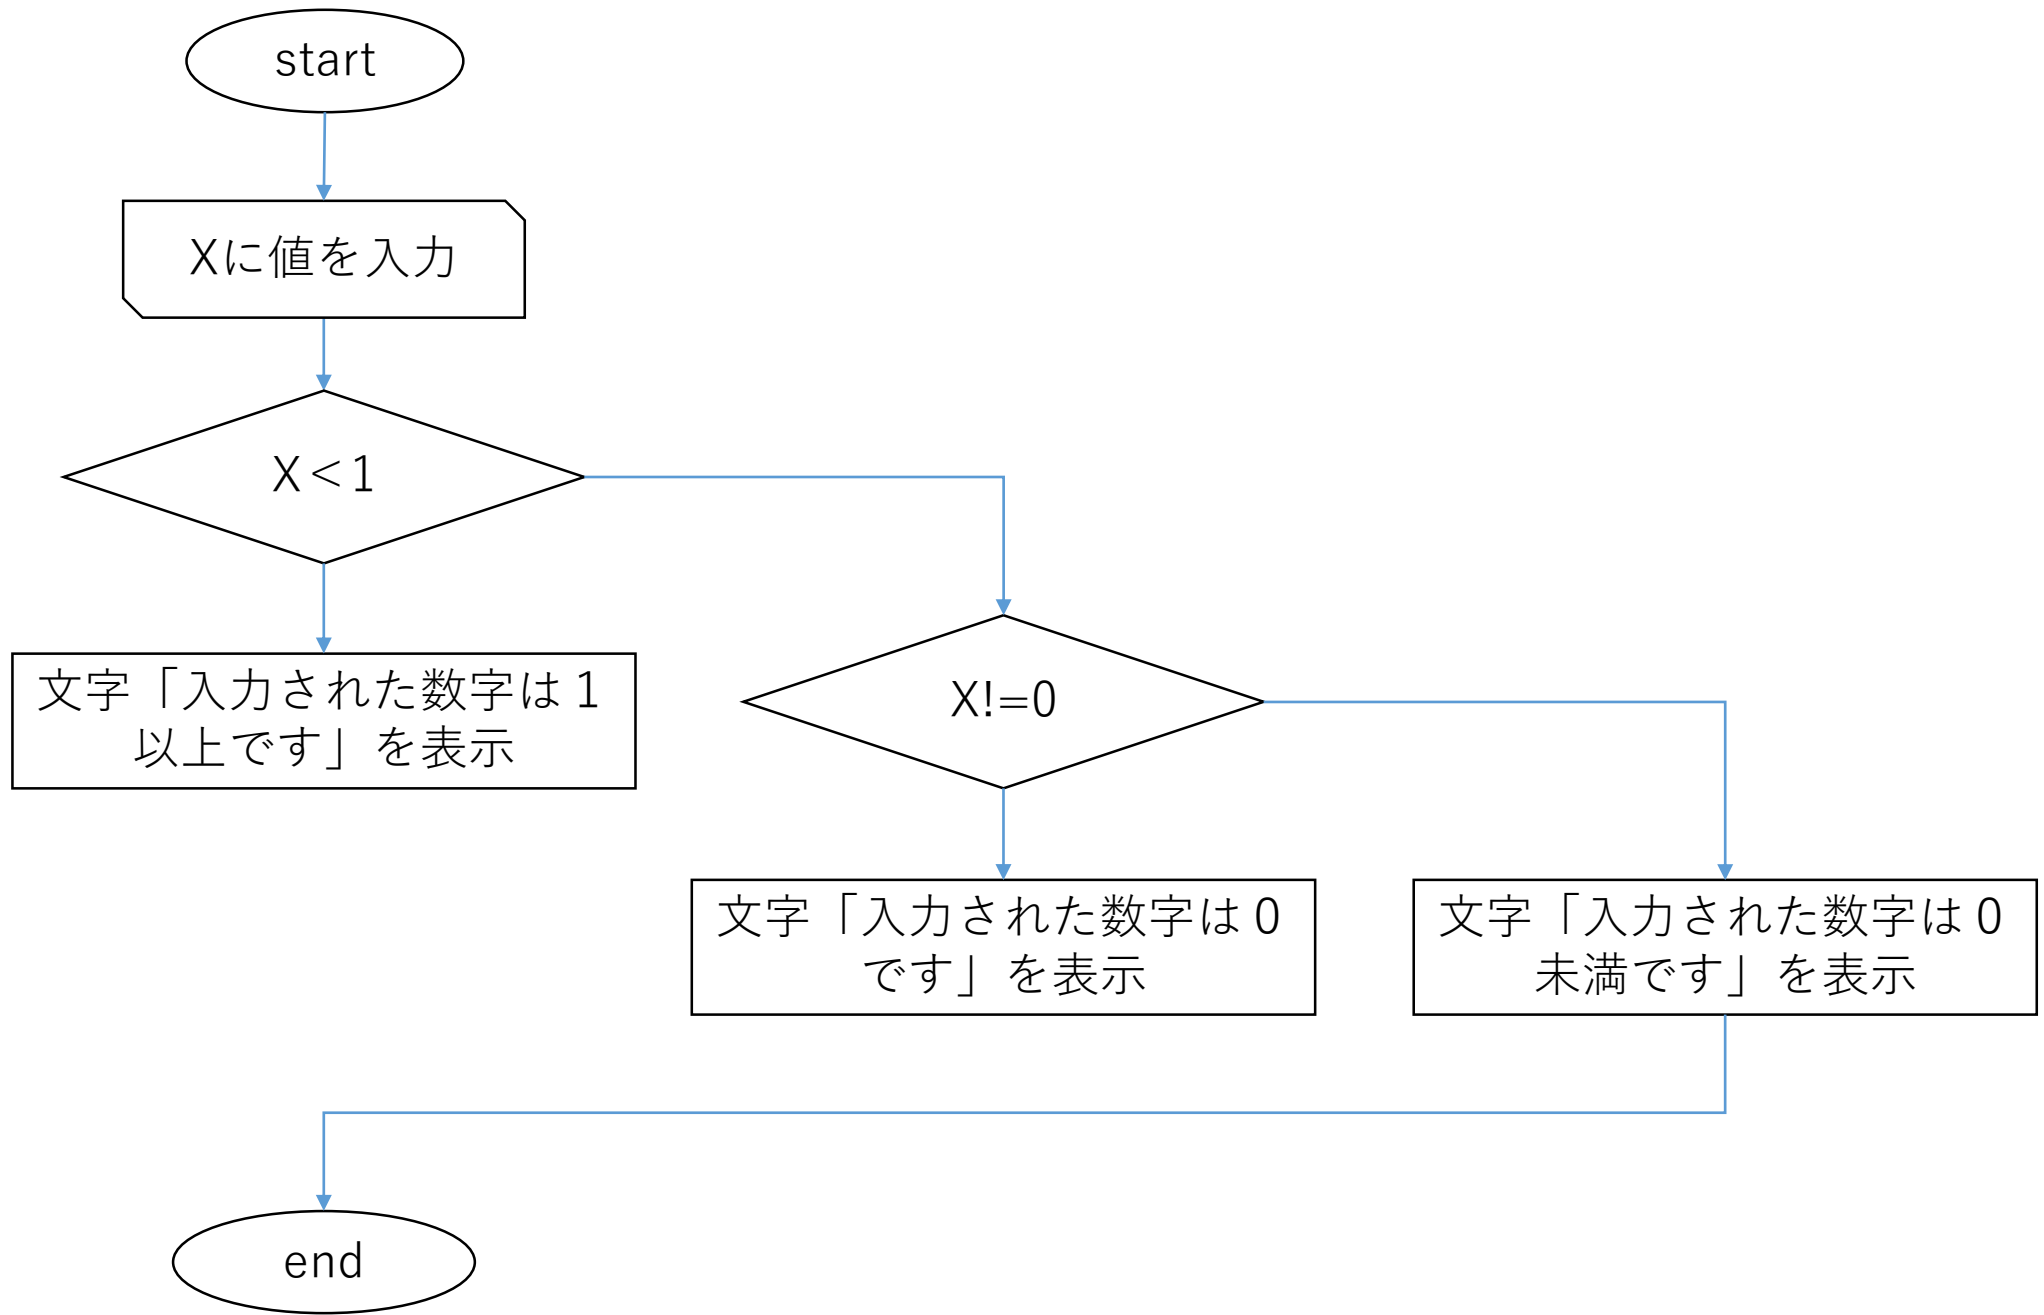 start
Xに値を入力
X＜1
文字「入力された数字は１
以上です」を表示
X!=0
文字「入力された数字は０
です」を表示
文字「入力された数字は０
未満です」を表示
end